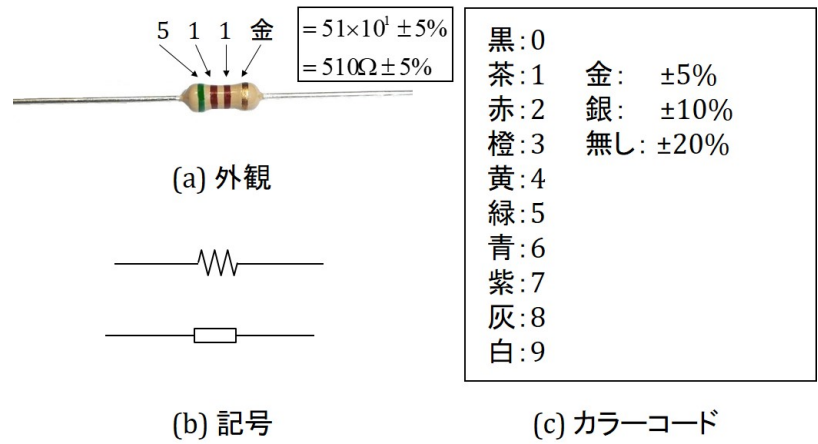 5 1 1 金
=51×10¹ ±5%
=510Ω±5%
(a) 外観
(b) 記号
黒:0
茶:1 金: ±5%
赤:2 銀: ±10%
橙:3 無し: ±20%
黄:4
緑:5
青:6
紫:7
灰:8
白:9
(c) カラーコード